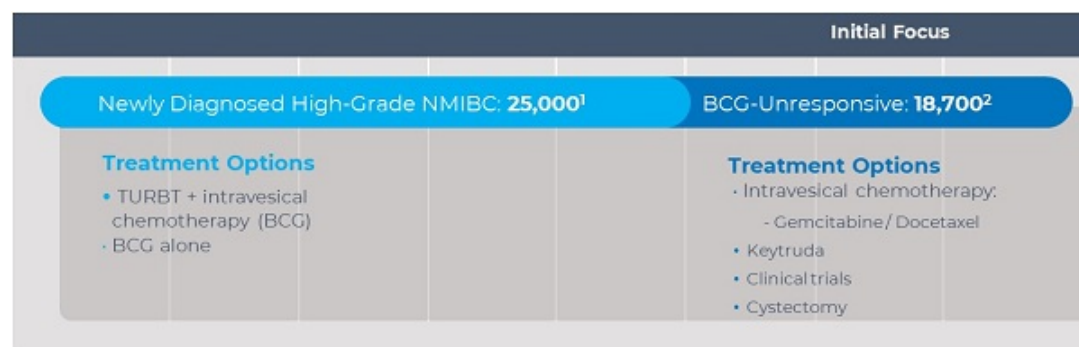 Initial Focus
Newly Diagnosed High-Grade NMIBC: 25,000¹
BCG-Unresponsive: 18,700²
Treatment Options
• TURBT + intravesical
chemotherapy (BCG)
· BCG alone
Treatment Options
· Intravesical chemotherapy:
- Gemcitabine/ Docetaxel
• Keytruda
• Clinical trials
• Cystectomy